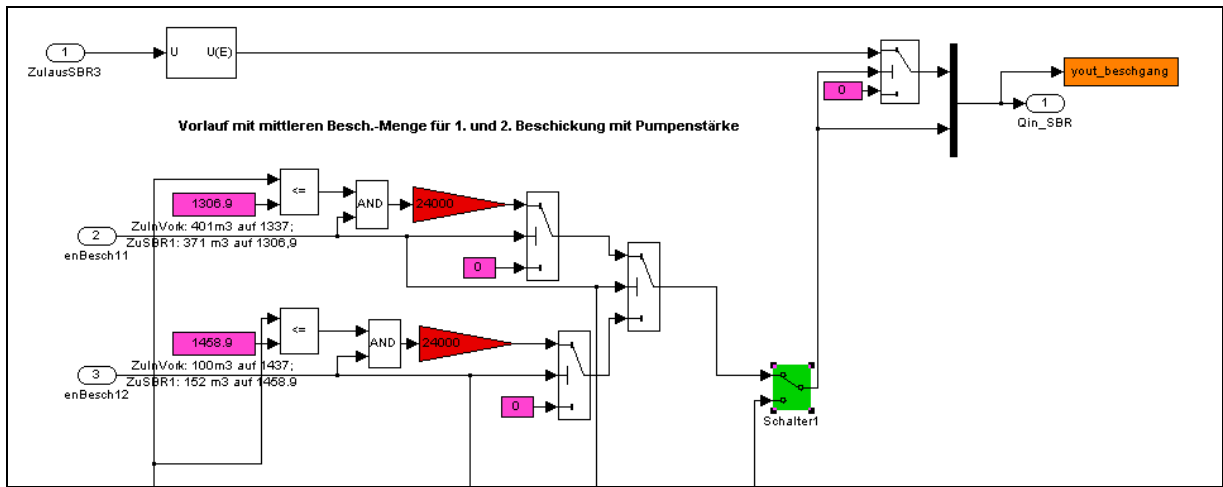 1
ZulausSBR3
U U(E)
0
yout_beschgang
1
Qin_SBR
Vorlauf mit mittleren Besch.-Menge für 1. und 2. Beschickung mit Pumpenstärke
<=
1306.9
AND
24000
ZuInVork: 401m3 auf 1337;
2
ZuSBR1: 371 m3 auf 1306,9
enBesch11
0
<=
1458.9
AND
24000
ZuInVork: 100m3 auf 1437;
3
ZuSBR1: 152 m3 auf 1458.9
enBesch12
0
Schalter1